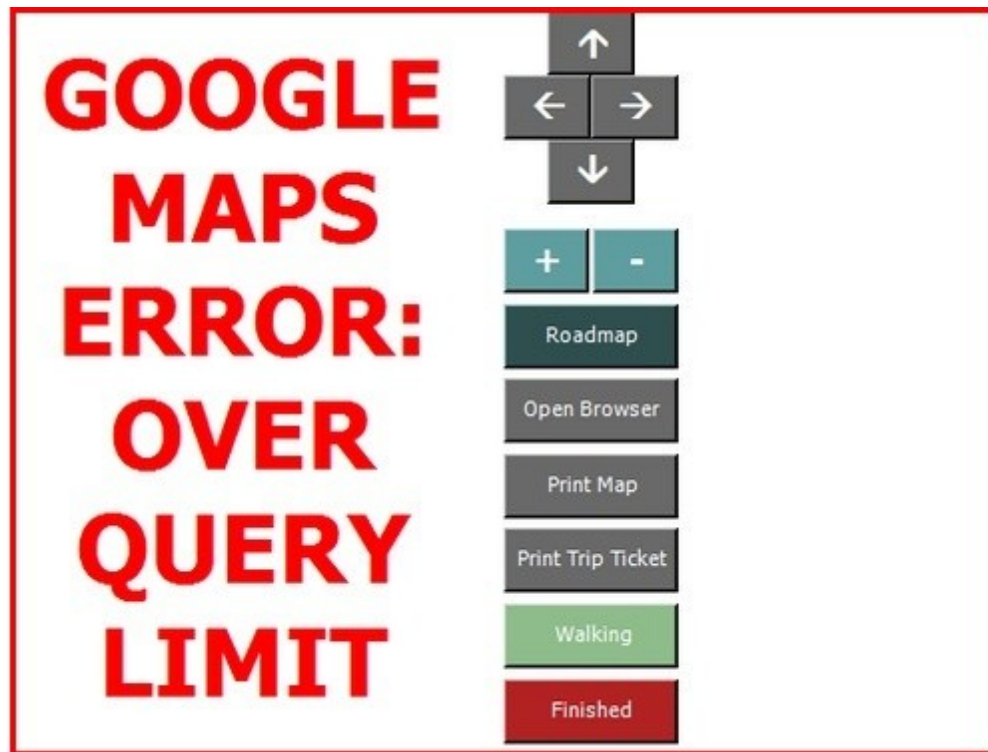 GOOGLE
MAPS
ERROR:
OVER
QUERY
LIMIT
↑
← →
↓
+ -
Roadmap
Open Browser
Print Map
Print Trip Ticket
Walking
Finished